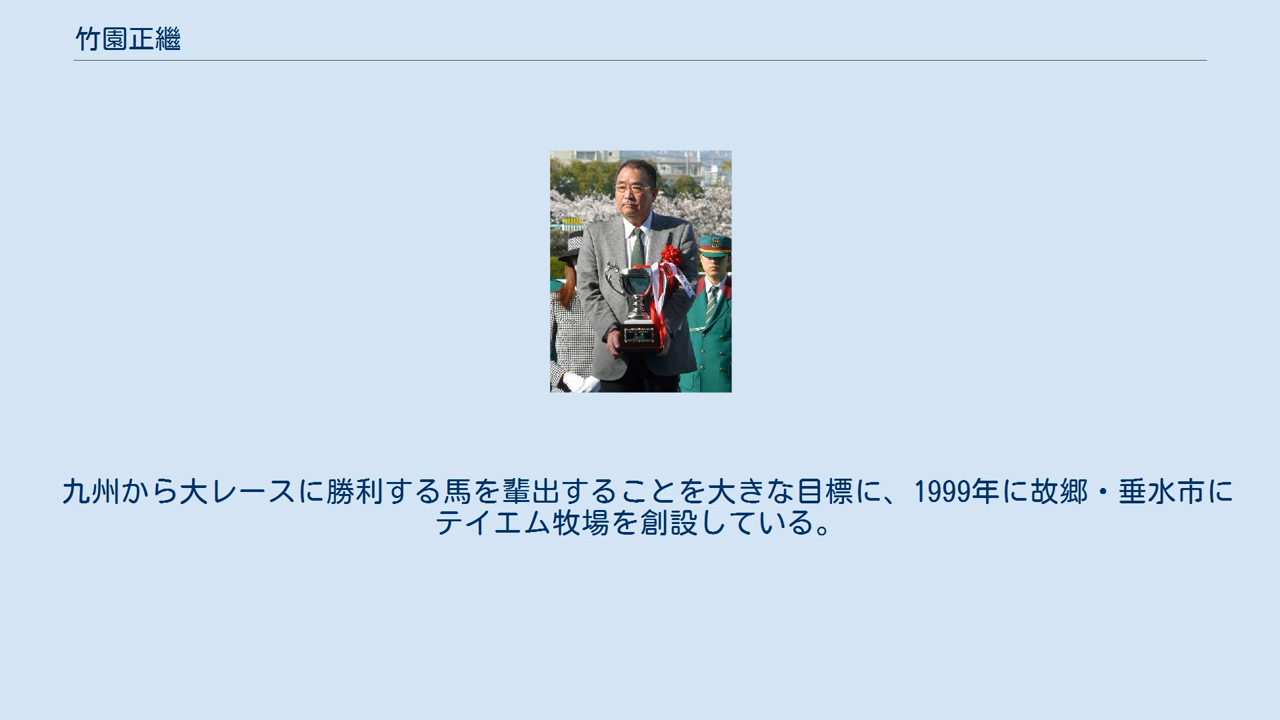 竹園正繼
九州から大レースに勝利する馬を輩出することを大きな目標に、1999年に故郷・垂水市に
テイエム牧場を創設している。